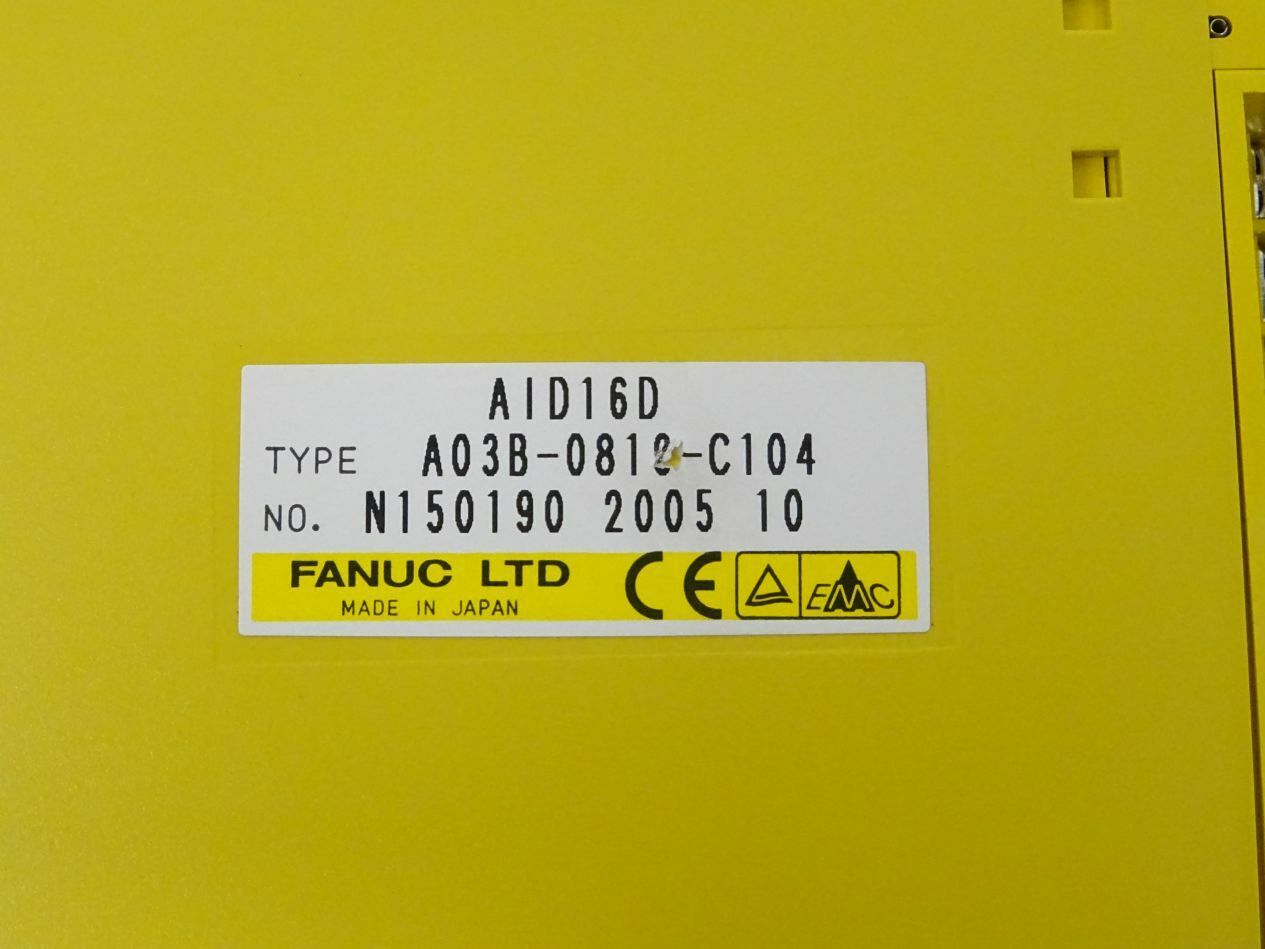 AID16D
TYPE
NO. N150190 2005 10
FANUC LTD CE EMC
MADE IN JAPAN